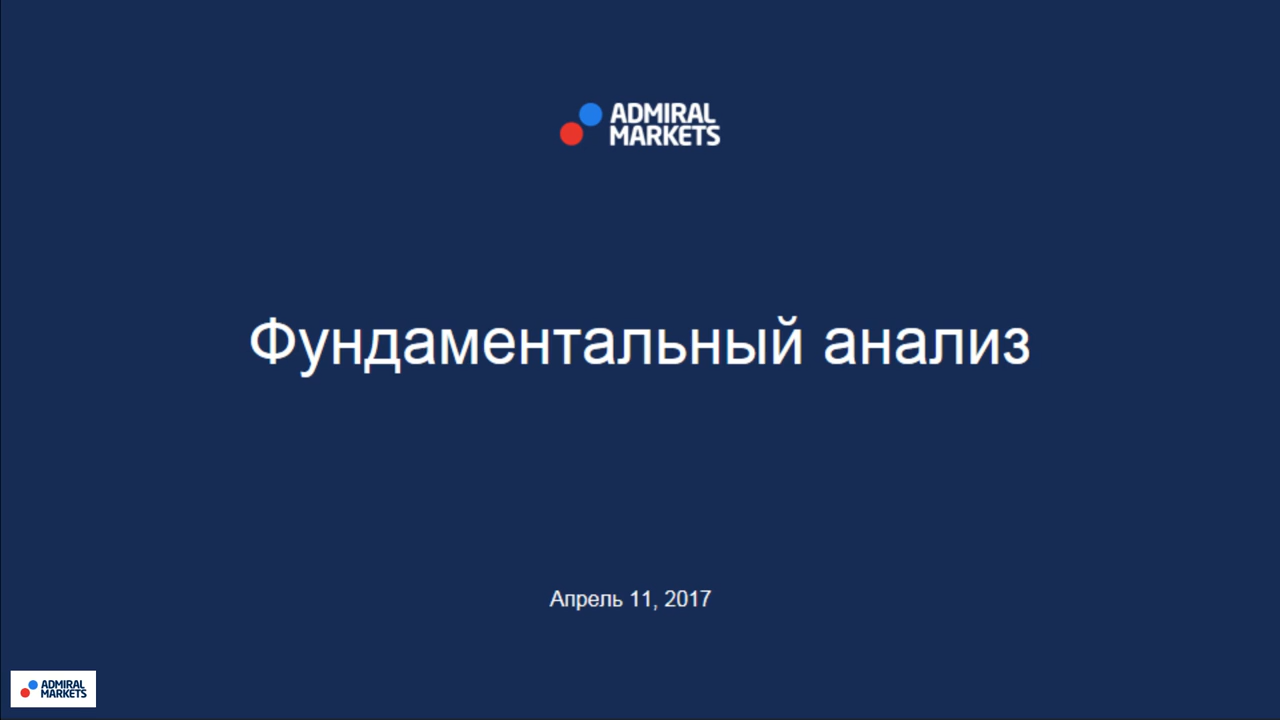 ADMIRAL
MARKETS
Фундаментальный анализ
Апрель 11, 2017
ADMIRAL
MARKETS